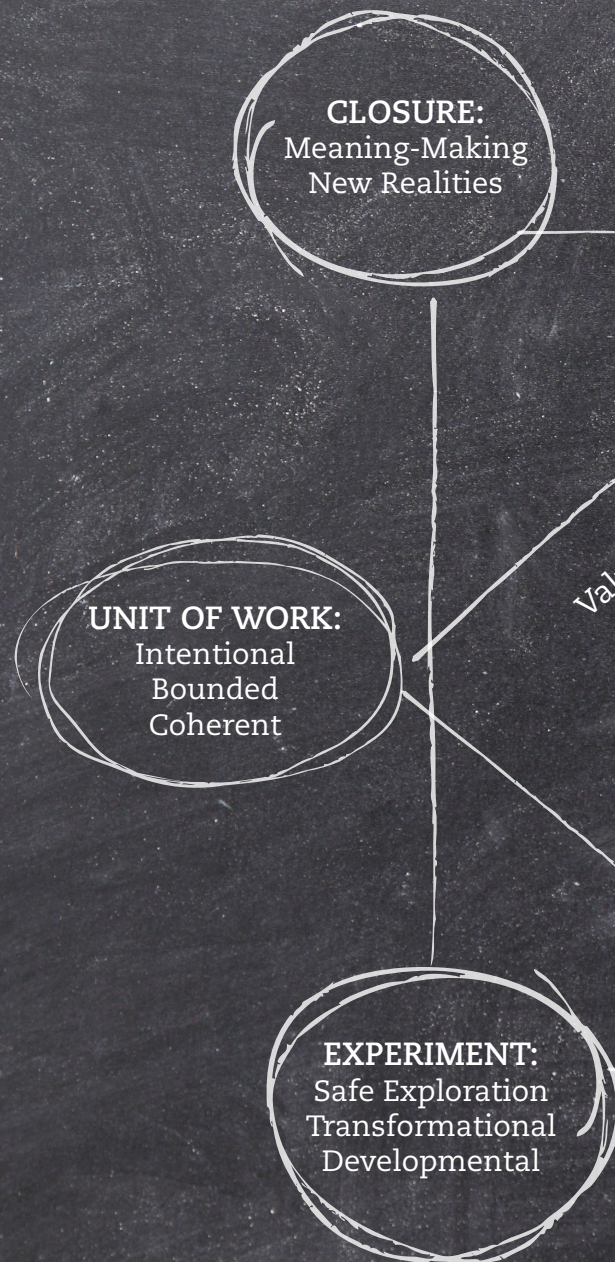 CLOSURE:
Meaning-Making
New Realities
UNIT OF WORK:
Intentional
Bounded
Coherent
EXPERIMENT:
Safe Exploration
Transformational
Developmental